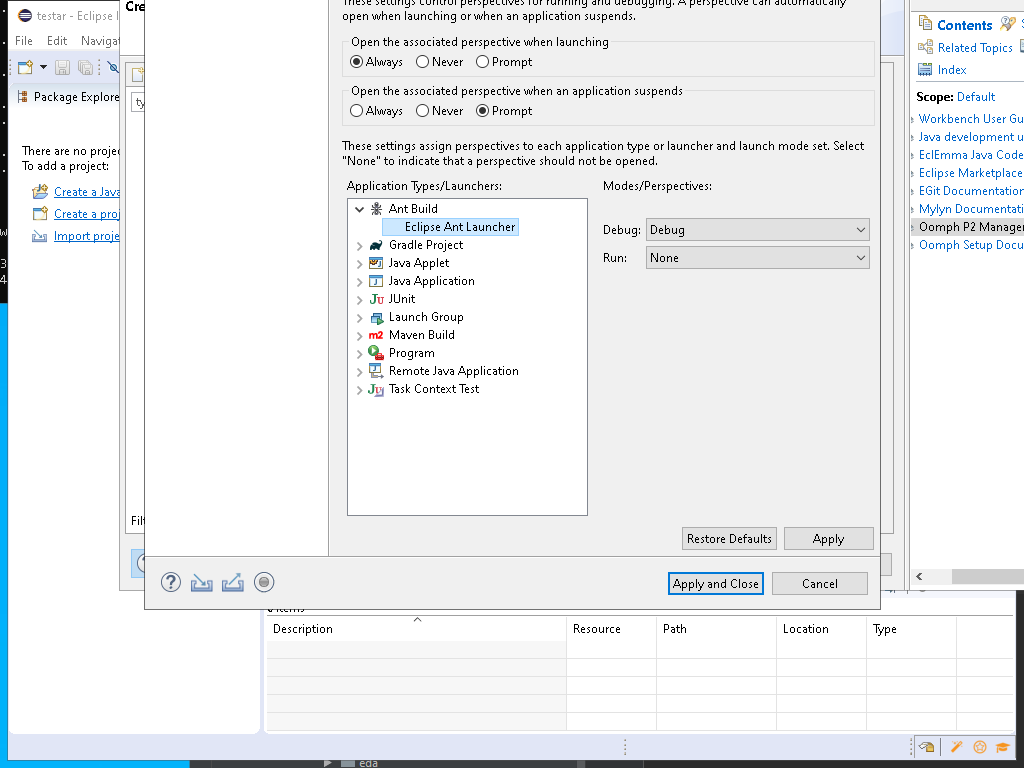 These settings control perspectives for running and debugging. A perspective can automatically
open when launching or when an application suspends.
Open the associated perspective when launching
Always Never Prompt
Open the associated perspective when an application suspends
Always Never Prompt
These settings assign perspectives to each application type or launcher and launch mode set. Select
"None" to indicate that a perspective should not be opened.
Application Types/Launchers:
Modes/Perspectives:
Ant Build
Eclipse Ant Launcher
Gradle Project
Java Applet
Java Application
JUnit
Launch Group
Maven Build
Program
Remote Java Application
Task Context Test
Debug: Debug
Run: None
Restore Defaults
Apply
Apply and Close
Cancel
testar - Eclipse I
File Edit Navigat
Package Explore
There are no projec
To add a project:
Create a Java
Create a proj
Import proje
Cre
ty
Filt
Contents
Related Topics
Index
Scope: Default
Workbench User Gu
Java development u
EclEmma Java Code
Eclipse Marketplace
EGit Documentation
Mylyn Documentati
Oomph P2 Manager
Oomph Setup Docu
0 items
Description
Resource
Path
Location
Type
eda